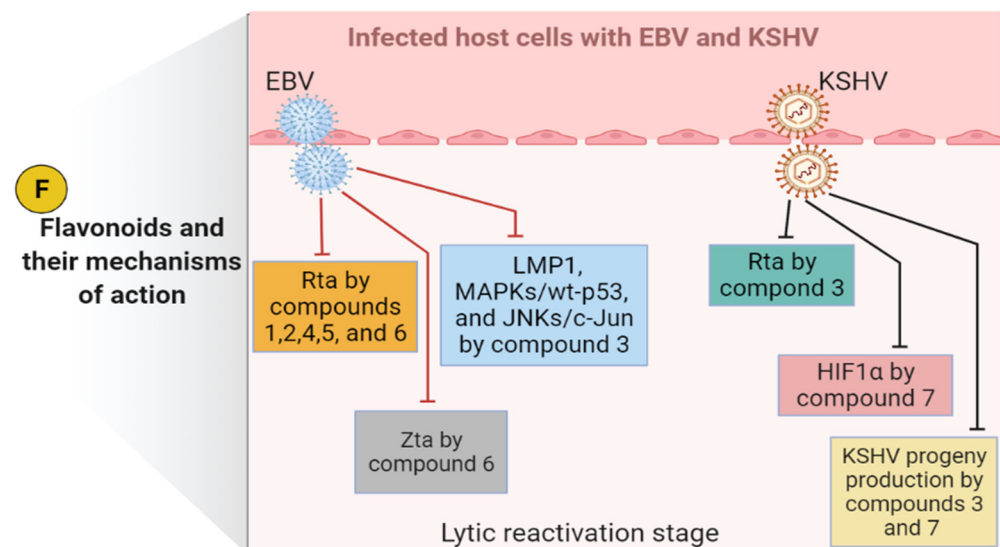 Infected host cells with EBV and KSHV
EBV
KSHV
F
Flavonoids and
their mechanisms
of action
Rta by
compounds
1,2,4,5, and 6
LMP1,
MAPKs/wt-p53,
and JNKs/c-Jun
by compound 3
Rta by
compond 3
HIF1α by
compound 7
Zta by
compound 6
KSHV progeny
production by
compounds 3
and 7
Lytic reactivation stage